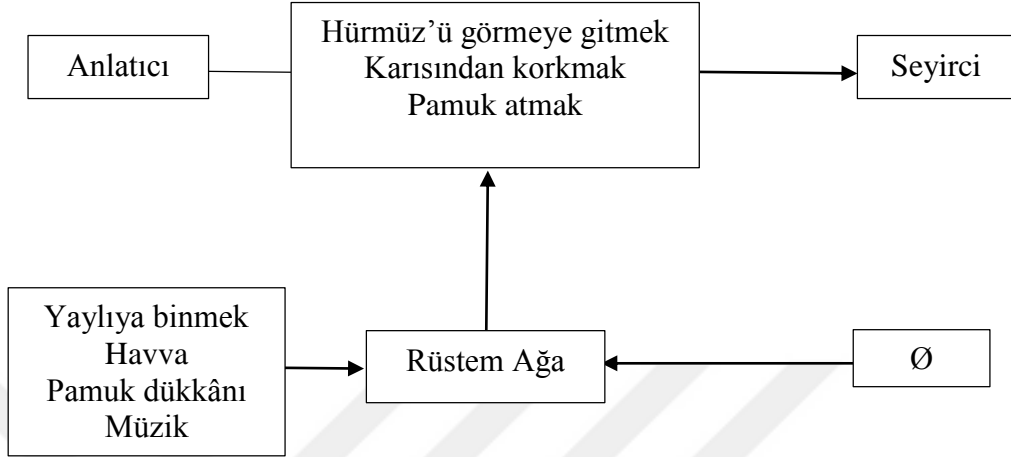 Anlatıcı
Hürmüz’ü görmeye gitmek
Karısından korkmak
Pamuk atmak
Seyirci
Yaylıya binmek
Havva
Pamuk dükkânı
Müzik
Rüstem Ağa
Ø